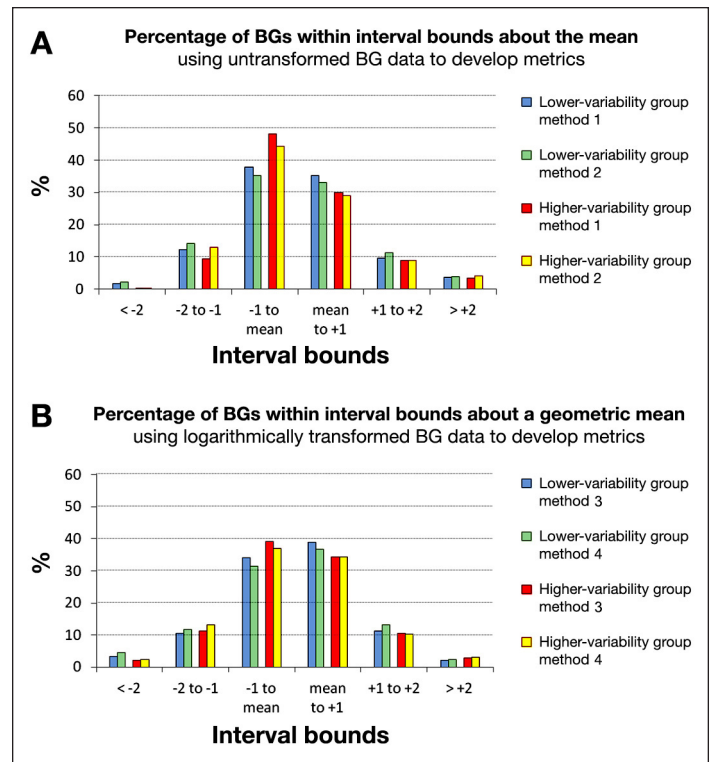 A
Percentage of BGs within interval bounds about the mean
using untransformed BG data to develop metrics
60
50
40
30
20
10
0
%
< -2
-2 to -1
-1 to
mean
mean
to +1
+1 to +2
> +2
Interval bounds
Lower-variability group
method 1
Lower-variability group
method 2
Higher-variability group
method 1
Higher-variability group
method 2
B
Percentage of BGs within interval bounds about a geometric mean
using logarithmically transformed BG data to develop metrics
60
50
40
30
20
10
0
%
< -2
-2 to -1
-1 to
mean
mean
to +1
+1 to +2
> +2
Interval bounds
Lower-variability group
method 3
Lower-variability group
method 4
Higher-variability group
method 3
Higher-variability group
method 4